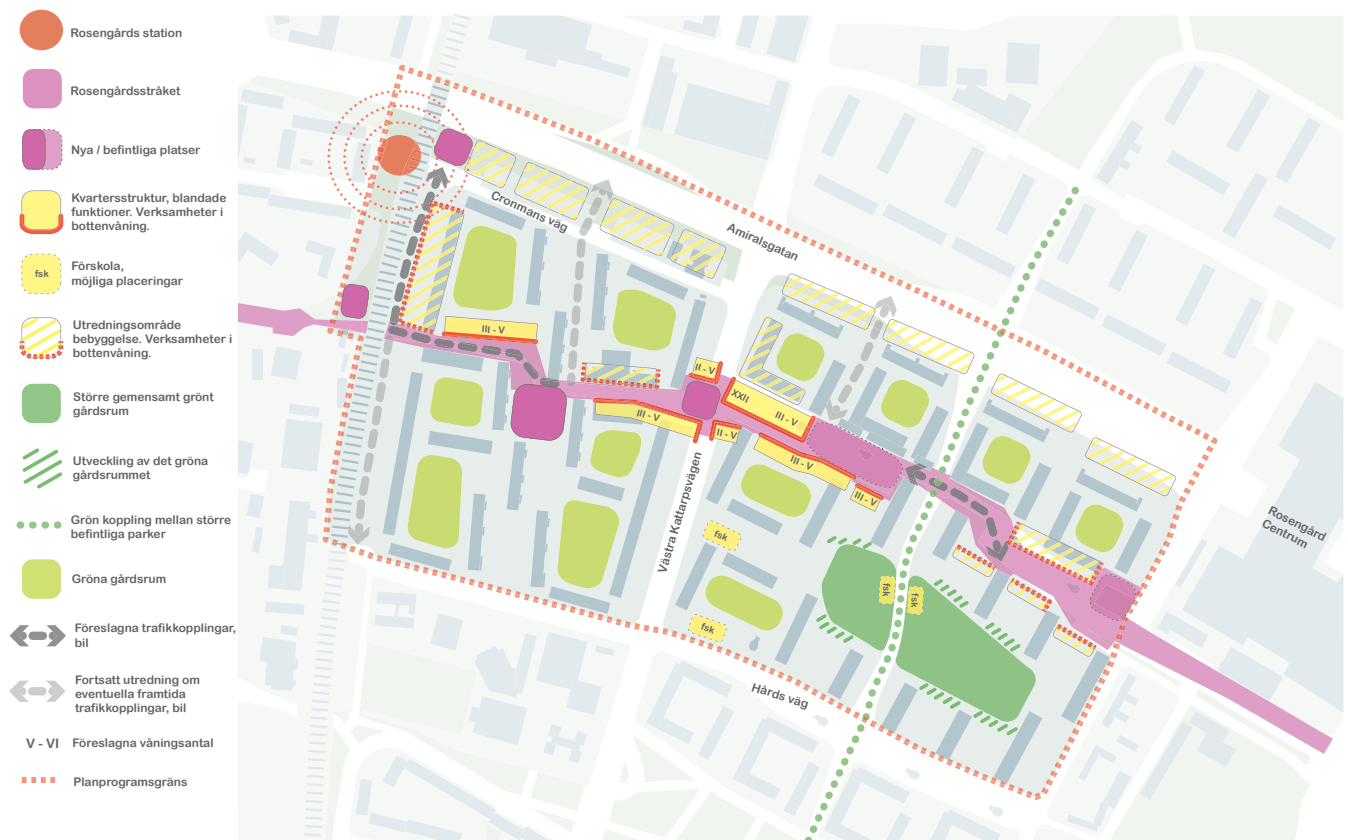 Rosengårds station
Rosengårdsstråket
Nya / befintliga platser
Kvartersstruktur, blandade
funktioner. Verksamheter i
bottenvåning.
fsk
Förskola,
möjliga placeringar
Utredningsområde
bebyggelse. Verksamheter i
bottenvåning.
Större gemensamt grönt
gårdsrum
Utveckling av det gröna
gårdsrummet
Grön koppling mellan större
befintliga parker
Gröna gårdsrum
Föreslagna trafikkopplingar,
bil
Fortsatt utredning om
eventuella framtida
trafikkopplingar, bil
V - VI
Föreslagna våningsantal
Planprogramsgräns
Cronmans väg
Amiralsgatan
III - V
II - V
XXII
III - V
III - V
II - V
III - V
III - V
Västra Kattarpsvägen
Rosengård
Centrum
fsk
fsk
fsk
fsk
Hårds väg